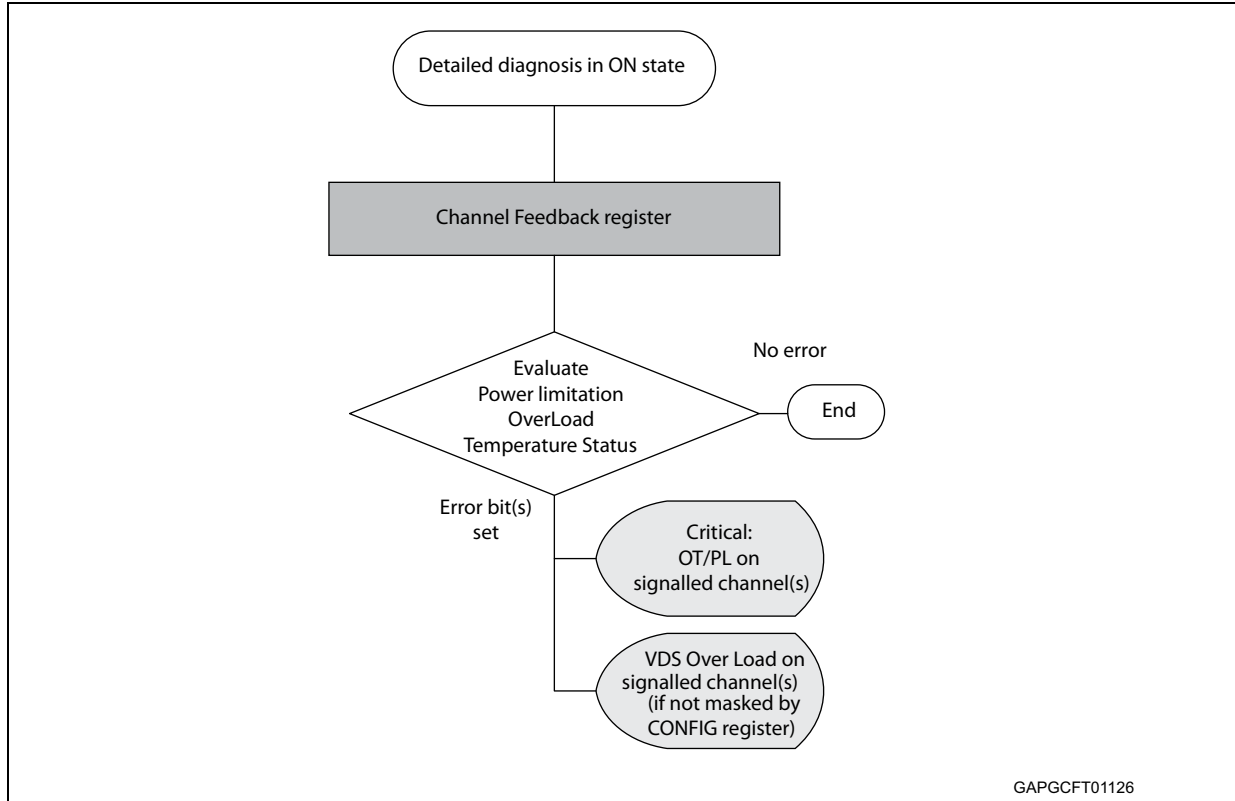 Detailed diagnosis in ON state
Channel Feedback register
Evaluate
Power limitation
OverLoad
Temperature Status
No error
End
Error bit(s)
set
Critical:
OT/PL on
signalled channel(s)
VDS Over Load on
signalled channel(s)
(if not masked by
CONFIG register)
GAPGCFT01126